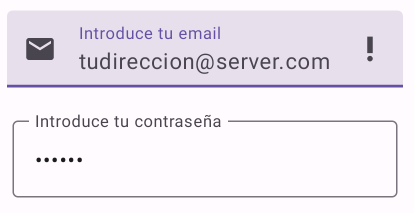 Introduce tu email
tudireccion@server.com
Introduce tu contraseña
••••••